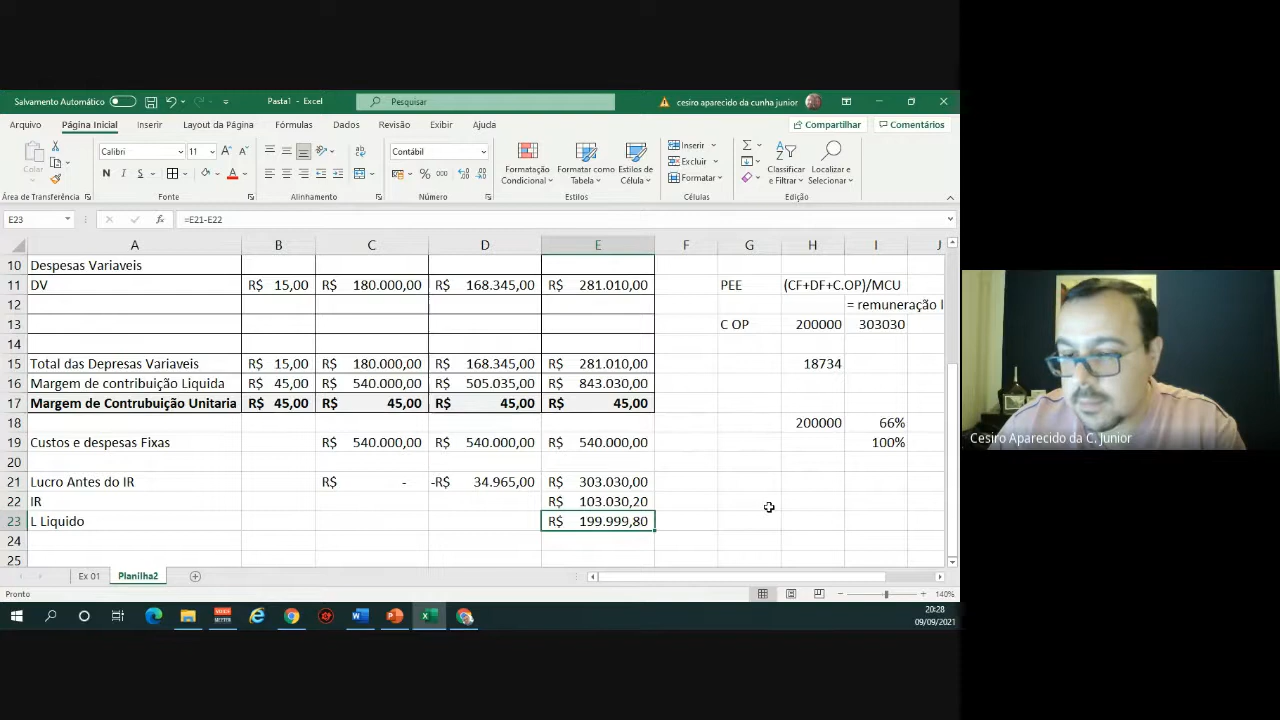 Salvamento Automático Pasta1 - Excel Pesquisar cesiro aparecido da cunha junior
Arquivo Página Inicial Inserir Layout da Página Fórmulas Dados Revisão Exibir Ajuda Compartilhar Comentários
Colar Calibri 11 Contábil Formatação Condicional Formatar como Tabela Estilos de Célula Inserir Excluir Formatar Classificar e Filtrar Localizar e Selecionar
Área de Transferência Fonte Alinhamento Número Estilos Células Edição
E23 fx =E21-E22
A B C D E F G H I J
10 Despesas Variaveis
11 DV R$ 15,00 R$ 180.000,00 R$ 168.345,00 R$ 281.010,00 PEE (CF+DF+C.OP)/MCU
12 = remuneração l
13 C OP 200000 303030
14
15 Total das Depresas Variaveis R$ 15,00 R$ 180.000,00 R$ 168.345,00 R$ 281.010,00 18734
16 Margem de contribuição Liquida R$ 45,00 R$ 540.000,00 R$ 505.035,00 R$ 843.030,00
17 Margem de Contrubuição Unitaria R$ 45,00 R$ 45,00 R$ 45,00 R$ 45,00
18 200000 66%
19 Custos e despesas Fixas R$ 540.000,00 R$ 540.000,00 R$ 540.000,00 100%
20
21 Lucro Antes do IR R$ - -R$ 34.965,00 R$ 303.030,00
22 IR R$ 103.030,20
23 L Liquido R$ 199.999,80
24
25
Ex 01 Planilha2
Pronto 140%
20:28
09/09/2021
Cesiro Aparecido da C. Junior